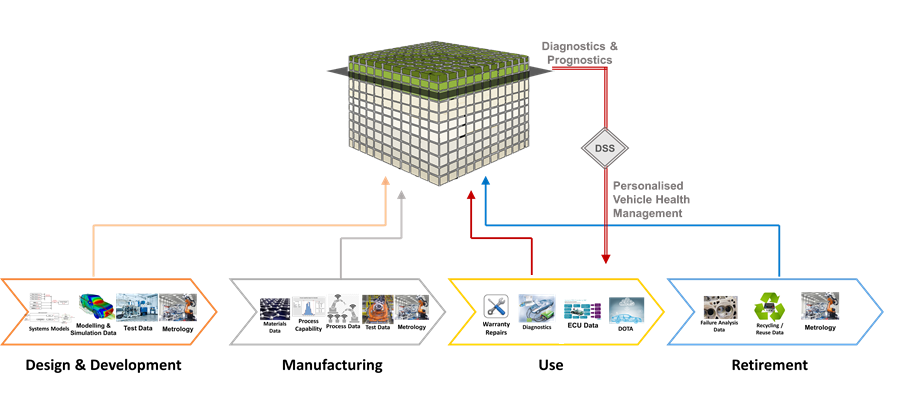 Diagnostics &
Prognostics
DSS
Personalised
Vehicle Health
Management
Systems Models
Modelling &
Simulation Data
Test Data
Metrology
Materials
Data
Process
Capability
Process Data
Test Data
Metrology
Warranty
Repairs
Diagnostics
ECU Data
DOTA
Failure Analysis
Data
Recycling /
Reuse Data
Metrology
Design & Development
Manufacturing
Use
Retirement